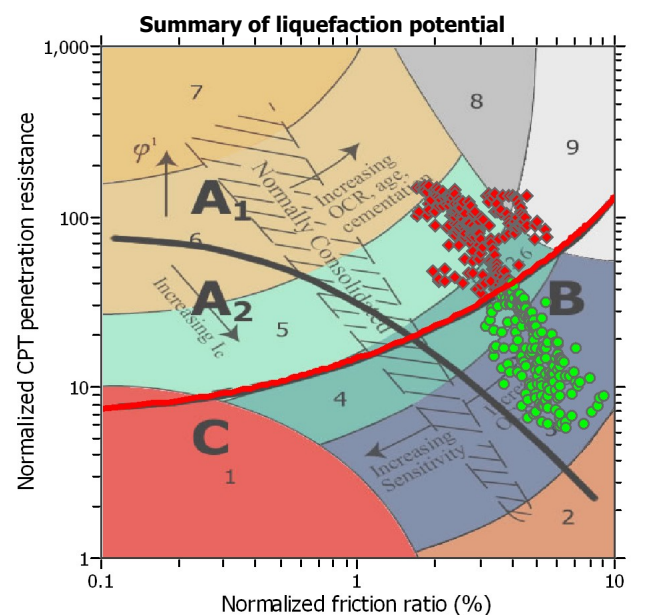 Summary of liquefaction potential
1,000
100
10
1
0.1
1
10
Normalized CPT penetration resistance
Normalized friction ratio (%)
7
8
9
φ'
Increasing
OCR, age,
cementation
Normally Consolidated
A1
6
A2
Increasing Ic
5
B
4
C
1
Increasing
Sensitivity
2